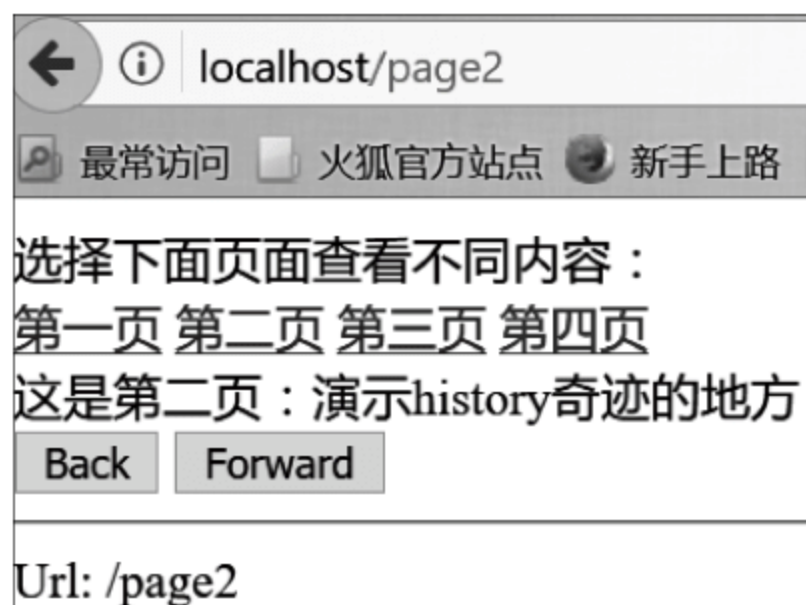 localhost/page2
最常访问 火狐官方站点 新手上路
选择下面页面查看不同内容：
第一页 第二页 第三页 第四页
这是第二页：演示history奇迹的地方
Back Forward
Url: /page2